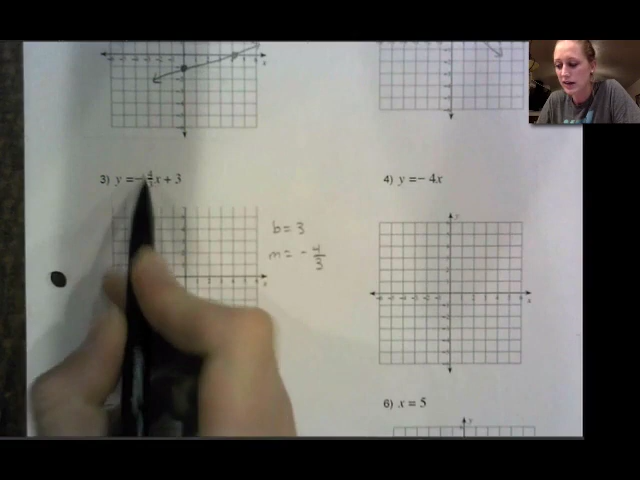 3) y = -4/3x + 3
b = 3
m = - 4/3
4) y = - 4x
6) x = 5